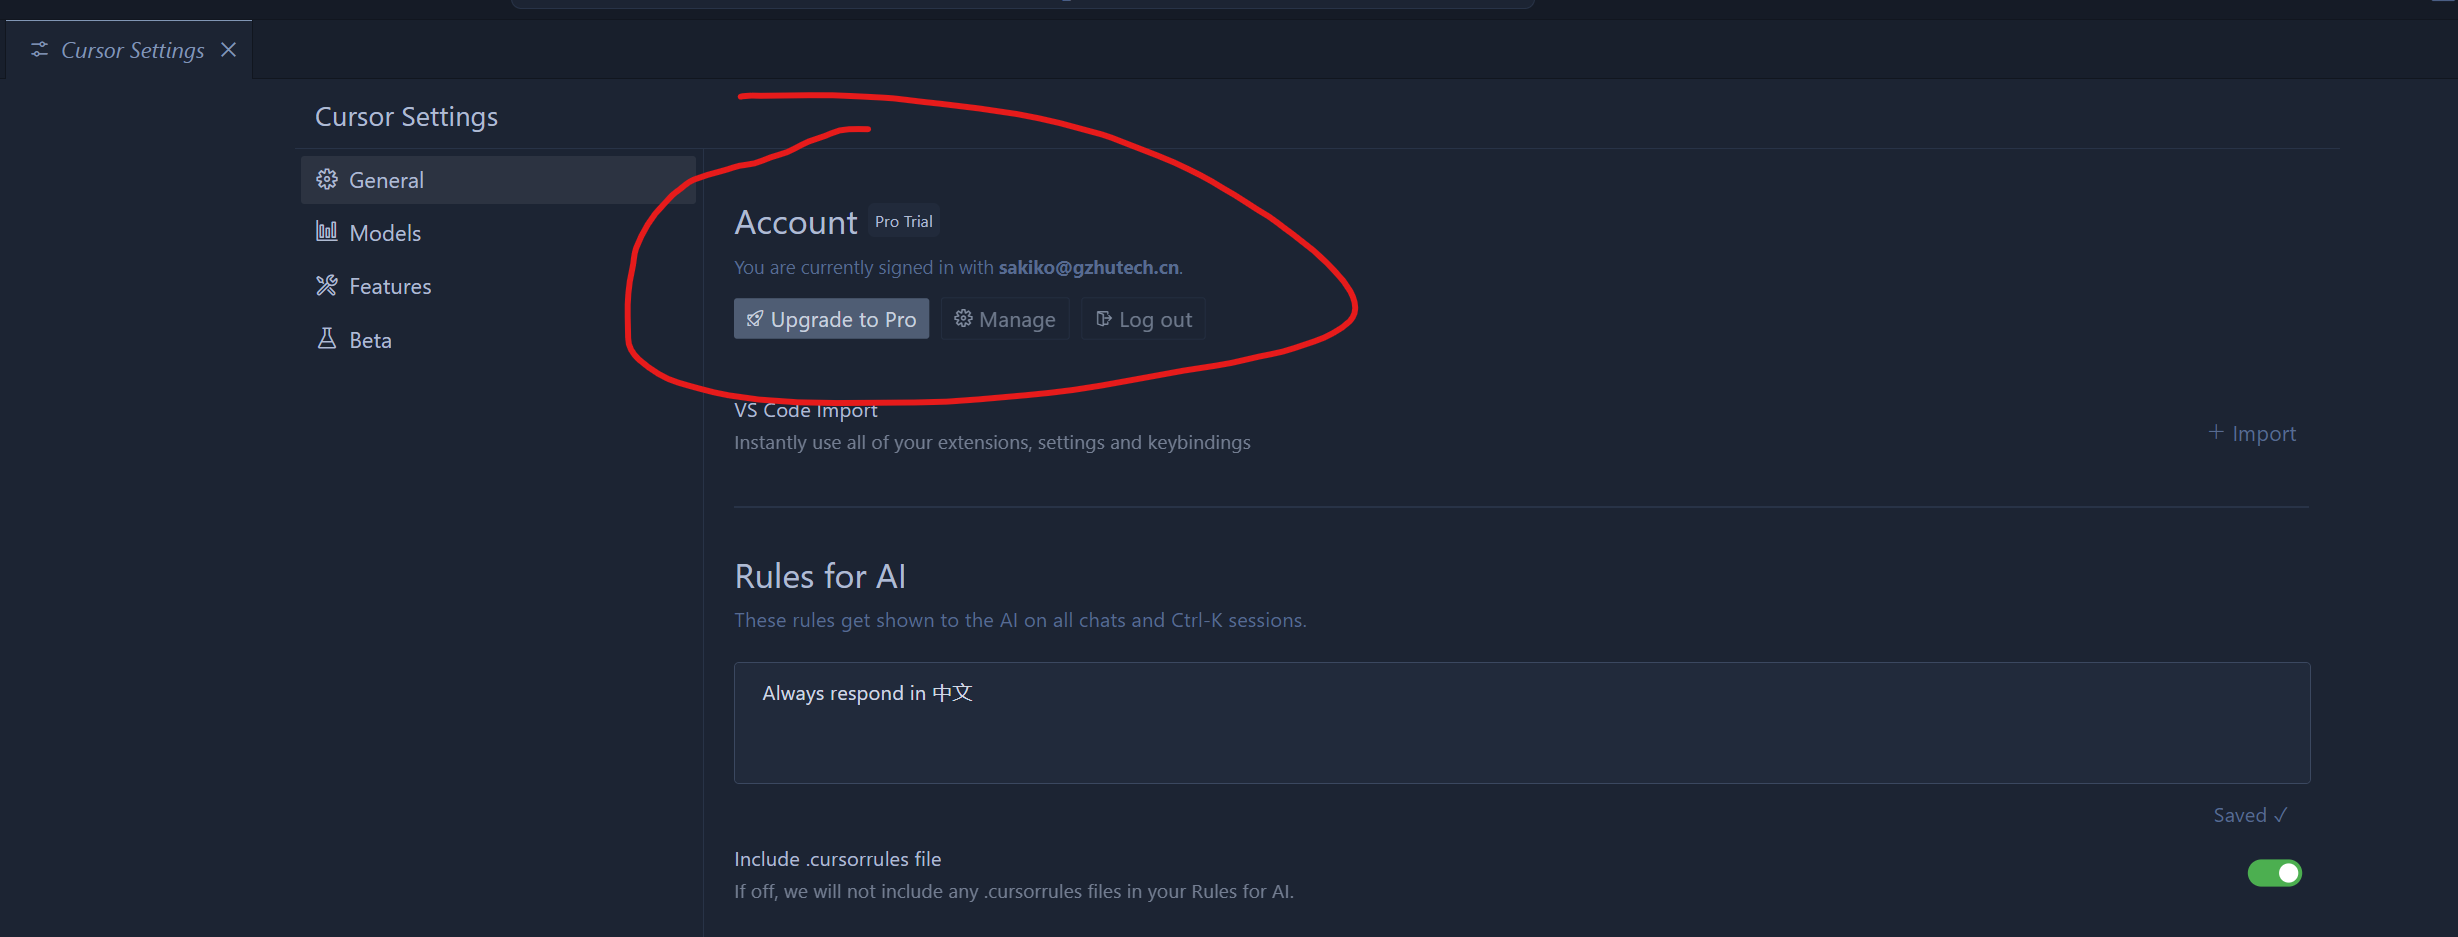 Cursor Settings
Cursor Settings
General
Models
Features
Beta
Account Pro Trial
You are currently signed in with sakiko@gzhutech.cn.
Upgrade to Pro Manage Log out
VS Code Import
Instantly use all of your extensions, settings and keybindings
+ Import
Rules for AI
These rules get shown to the AI on all chats and Ctrl-K sessions.
Always respond in 中文
Saved ✓
Include .cursorrules file
If off, we will not include any .cursorrules files in your Rules for AI.